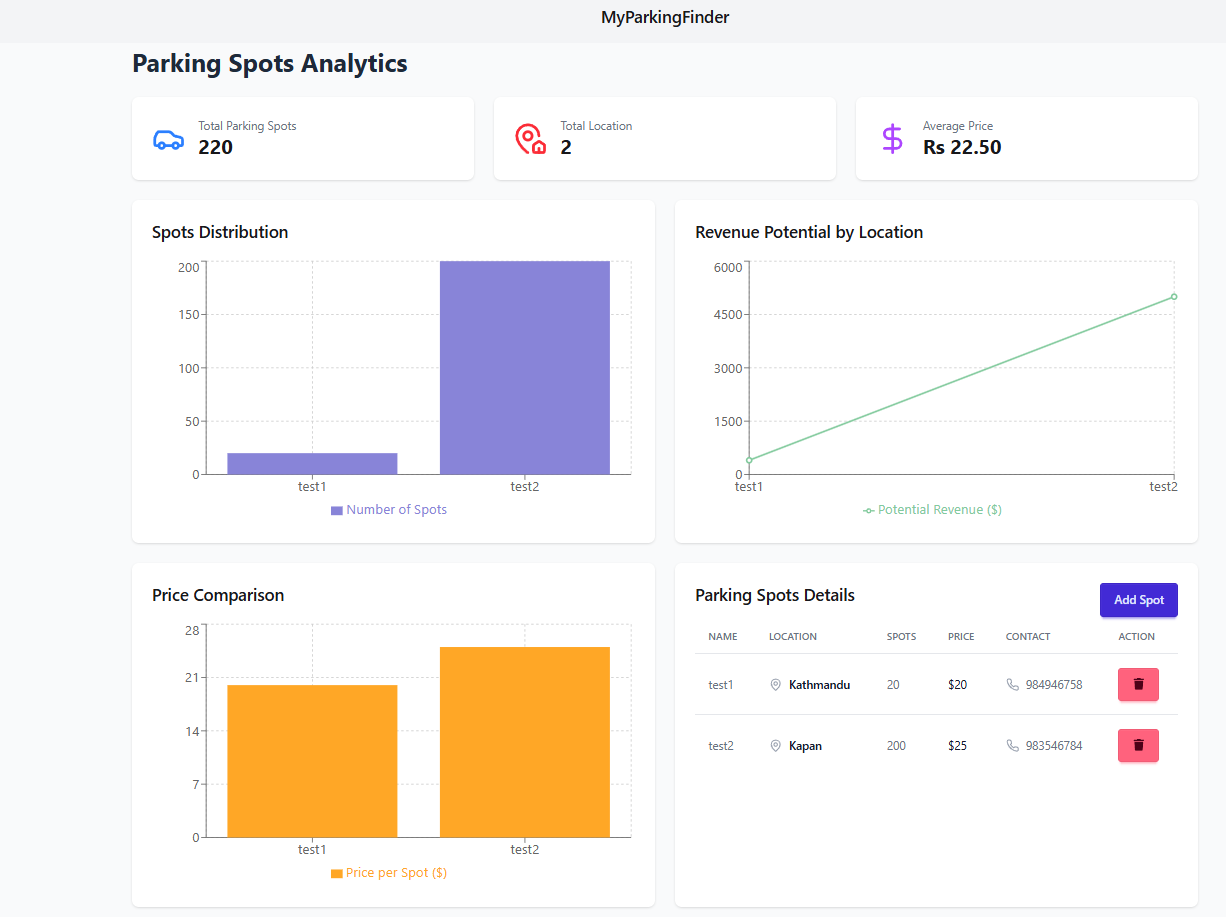 MyParkingFinder
Parking Spots Analytics
Total Parking Spots
220
Total Location
2
Average Price
Rs 22.50
Spots Distribution
200
150
100
50
0
test1 test2
Number of Spots
Revenue Potential by Location
6000
4500
3000
1500
0
test1 test2
Potential Revenue ($)
Price Comparison
28
21
14
7
0
test1 test2
Price per Spot ($)
Parking Spots Details
Add Spot
NAME LOCATION SPOTS PRICE CONTACT ACTION
test1 Kathmandu 20 $20 984946758
test2 Kapan 200 $25 983546784